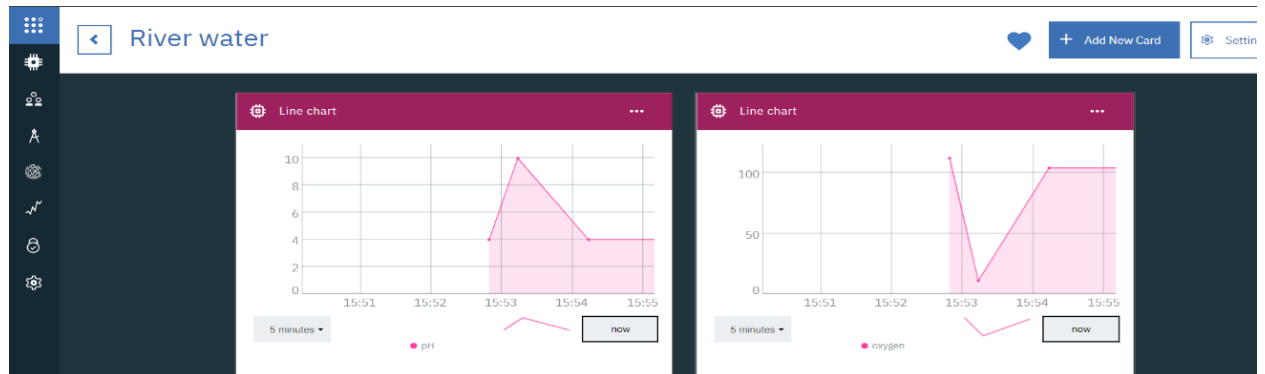 River water
+ Add New Card
Settin
Line chart
10
8
6
4
2
0
15:51 15:52 15:53 15:54 15:55
5 minutes
now
pH
Line chart
100
50
0
15:51 15:52 15:53 15:54 15:55
5 minutes
now
oxygen